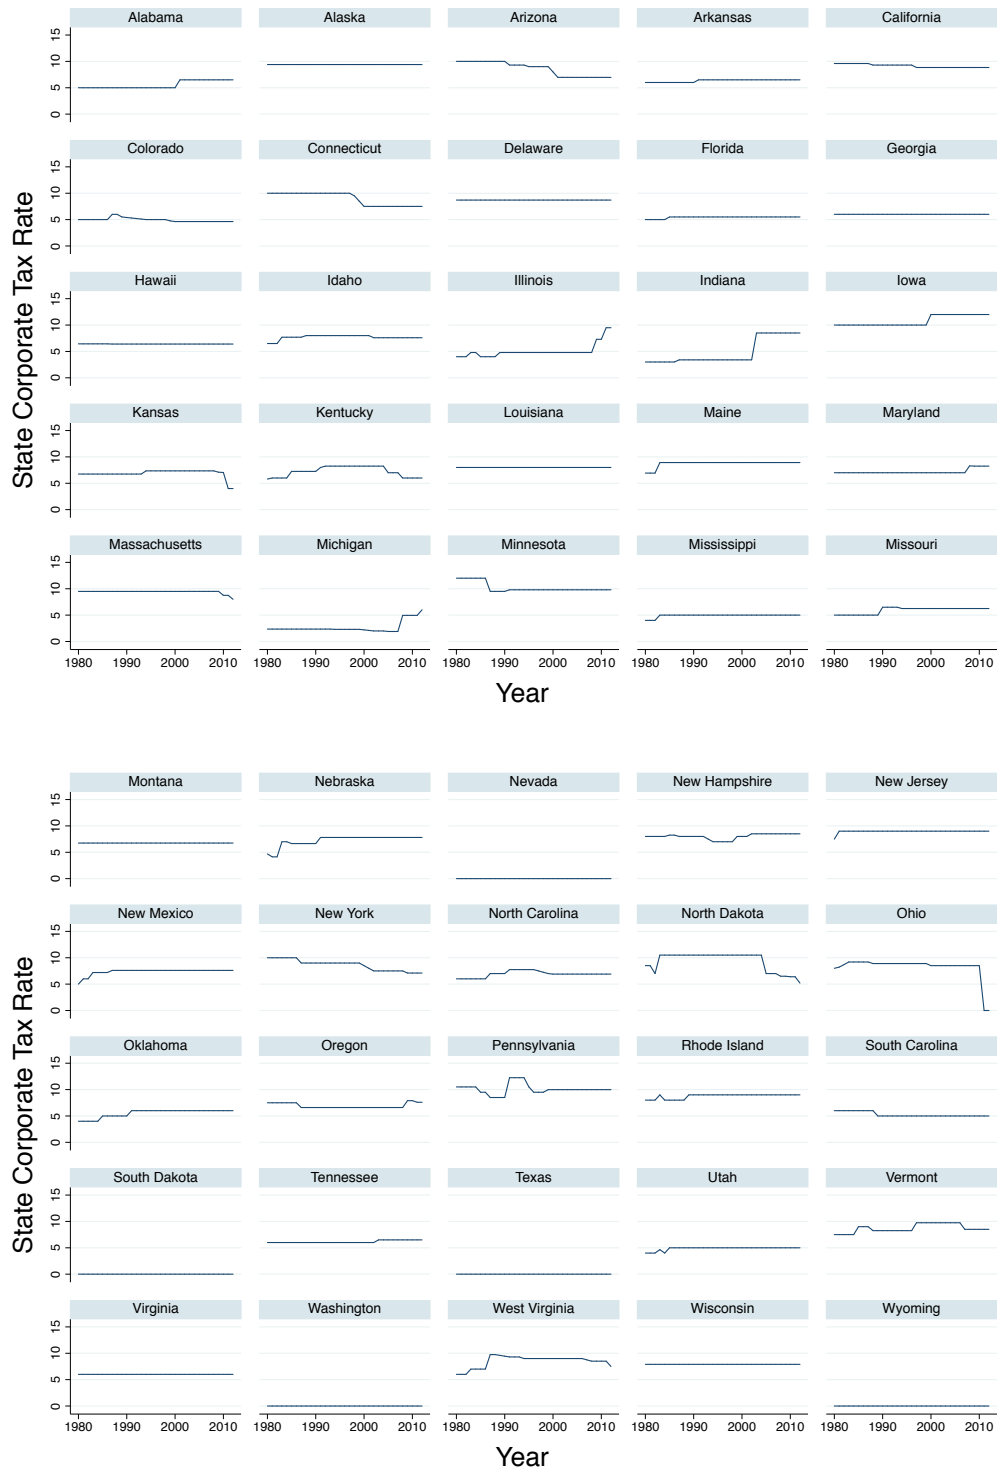 Alabama Alaska Arizona Arkansas California
0 5 10 15
Colorado Connecticut Delaware Florida Georgia
0 5 10 15
Hawaii Idaho Illinois Indiana Iowa
0 5 10 15
Kansas Kentucky Louisiana Maine Maryland
0 5 10 15
Massachusetts Michigan Minnesota Mississippi Missouri
0 5 10 15
State Corporate Tax Rate
1980 1990 2000 2010 1980 1990 2000 2010 1980 1990 2000 2010 1980 1990 2000 2010 1980 1990 2000 2010
Year
Montana Nebraska Nevada New Hampshire New Jersey
0 5 10 15
New Mexico New York North Carolina North Dakota Ohio
0 5 10 15
Oklahoma Oregon Pennsylvania Rhode Island South Carolina
0 5 10 15
South Dakota Tennessee Texas Utah Vermont
0 5 10 15
Virginia Washington West Virginia Wisconsin Wyoming
0 5 10 15
State Corporate Tax Rate
1980 1990 2000 2010 1980 1990 2000 2010 1980 1990 2000 2010 1980 1990 2000 2010 1980 1990 2000 2010
Year